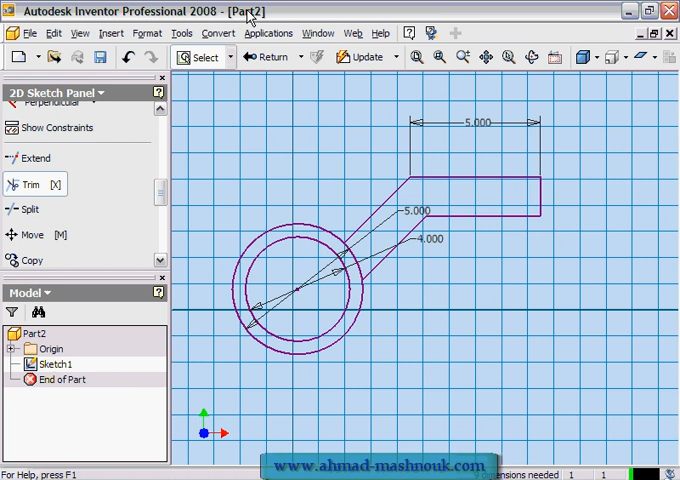 Autodesk Inventor Professional 2008 - [Part2]
File Edit View Insert Format Tools Convert Applications Window Web Help
Select Return Update
2D Sketch Panel
Perpendicular
Show Constraints
Extend
Trim [X]
Split
Move [M]
Copy
Model
Part2
Origin
Sketch1
End of Part
5.000
5.000
4.000
www.ahmad-mashnouk.com
For Help, press F1
dimensions needed 1 1